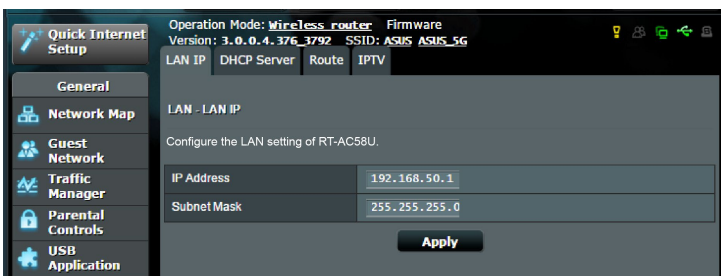 Quick Internet
Setup
Operation Mode: Wireless router Firmware
Version: 3.0.0.4.376_3792 SSID: ASUS ASUS_5G
LAN IP DHCP Server Route IPTV
General
Network Map
Guest
Network
Traffic
Manager
Parental
Controls
USB
Application
LAN - LAN IP
Configure the LAN setting of RT-AC58U.
IP Address 192.168.50.1
Subnet Mask 255.255.255.0
Apply